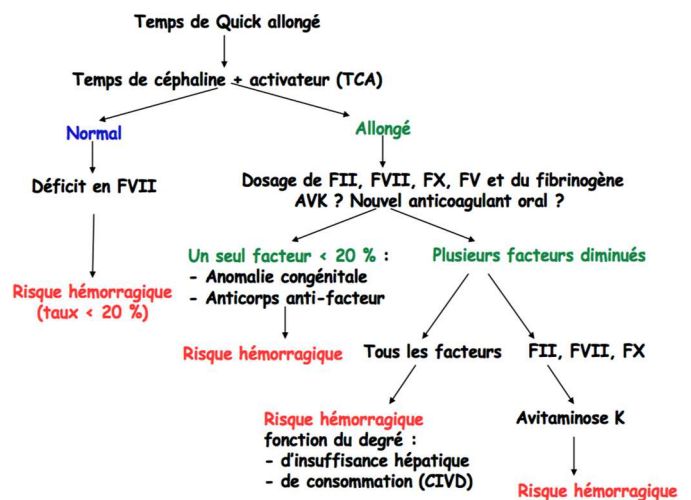 Temps de Quick allongé
Temps de céphaline + activateur (TCA)
Normal
Allongé
Déficit en FVII
Dosage de FII, FVII, FX, FV et du fibrinogène
AVK ? Nouvel anticoagulant oral ?
Risque hémorragique
(taux < 20 %)
Un seul facteur < 20 % :
- Anomalie congénitale
- Anticorps anti-facteur
Plusieurs facteurs diminués
Risque hémorragique
Tous les facteurs
FII, FVII, FX
Risque hémorragique
fonction du degré :
- d'insuffisance hépatique
- de consommation (CIVD)
Avitaminose K
Risque hémorragique